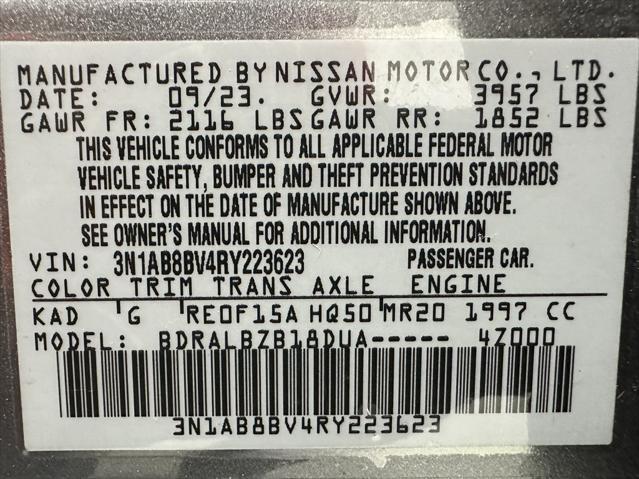 MANUFACTURED BY NISSAN MOTOR CO., LTD.
DATE: 09/23. GVWR: 3957 LBS
GAWR FR: 2116 LBS GAWR RR: 1852 LBS
THIS VEHICLE CONFORMS TO ALL APPLICABLE FEDERAL MOTOR
VEHICLE SAFETY, BUMPER AND THEFT PREVENTION STANDARDS
IN EFFECT ON THE DATE OF MANUFACTURE SHOWN ABOVE.
SEE OWNER'S MANUAL FOR ADDITIONAL INFORMATION.
VIN: 3N1AB8BV4RY223623 PASSENGER CAR.
COLOR TRIM TRANS AXLE ENGINE
KAD G RE0F15A HQ50 MR20 1997 CC
MODEL: BDRALBZB18DUA----- 4Z000
3N1AB8BV4RY223623